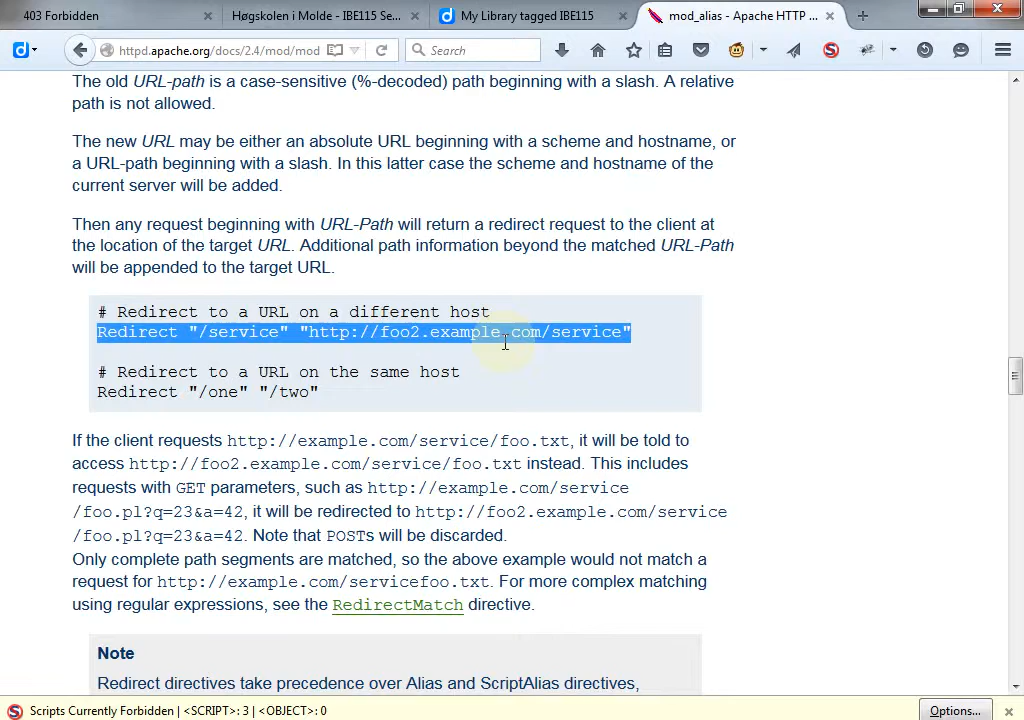 403 Forbidden
Høgskolen i Molde - IBE115 Se...
My Library tagged IBE115
mod_alias - Apache HTTP ...
httpd.apache.org/docs/2.4/mod/mod
Search
The old URL-path is a case-sensitive (%-decoded) path beginning with a slash. A relative
path is not allowed.
The new URL may be either an absolute URL beginning with a scheme and hostname, or
a URL-path beginning with a slash. In this latter case the scheme and hostname of the
current server will be added.
Then any request beginning with URL-Path will return a redirect request to the client at
the location of the target URL. Additional path information beyond the matched URL-Path
will be appended to the target URL.
# Redirect to a URL on a different host
Redirect "/service" "http://foo2.example.com/service"
# Redirect to a URL on the same host
Redirect "/one" "/two"
If the client requests http://example.com/service/foo.txt, it will be told to
access http://foo2.example.com/service/foo.txt instead. This includes
requests with GET parameters, such as http://example.com/service
/foo.pl?q=23&a=42, it will be redirected to http://foo2.example.com/service
/foo.pl?q=23&a=42. Note that POSTs will be discarded.
Only complete path segments are matched, so the above example would not match a
request for http://example.com/servicefoo.txt. For more complex matching
using regular expressions, see the RedirectMatch directive.
Note
Redirect directives take precedence over Alias and ScriptAlias directives,
Scripts Currently Forbidden | <SCRIPT>: 3 | <OBJECT>: 0
Options...